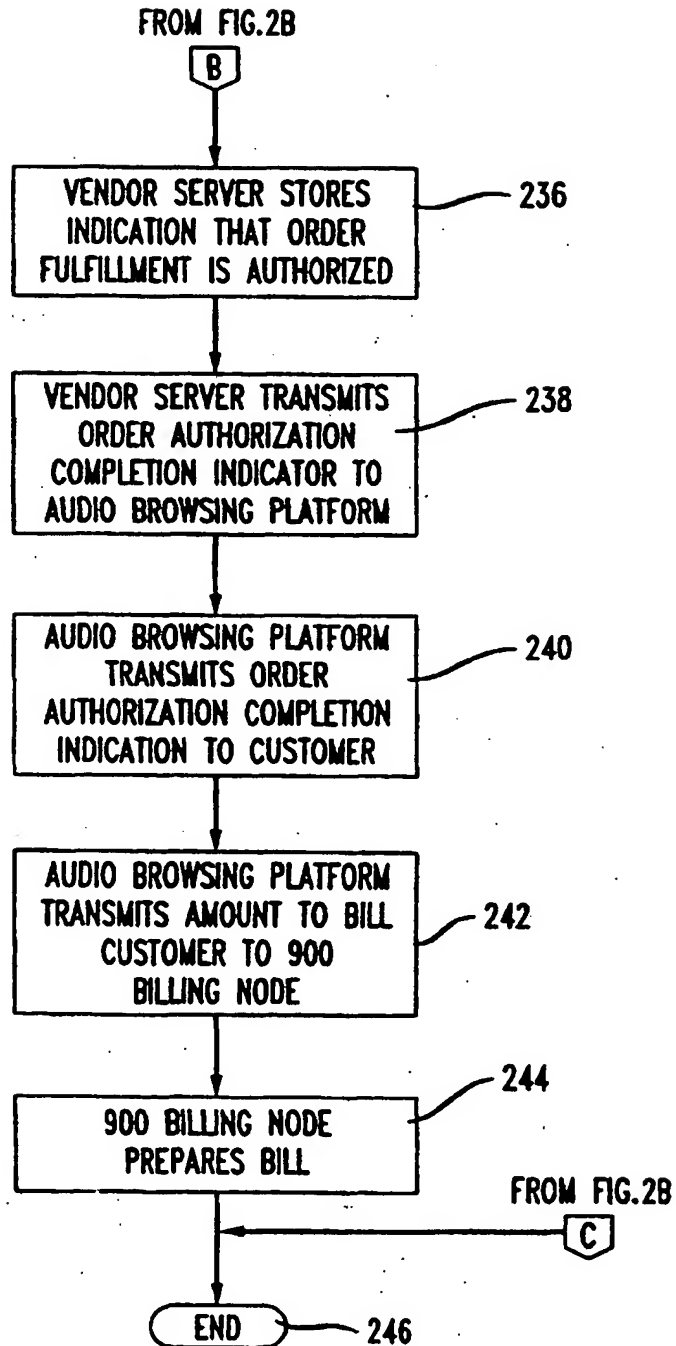 FROM FIG.2B
B
VENDOR SERVER STORES
INDICATION THAT ORDER
FULFILLMENT IS AUTHORIZED
236
VENDOR SERVER TRANSMITS
ORDER AUTHORIZATION
COMPLETION INDICATOR TO
AUDIO BROWSING PLATFORM
238
AUDIO BROWSING PLATFORM
TRANSMITS ORDER
AUTHORIZATION COMPLETION
INDICATION TO CUSTOMER
240
AUDIO BROWSING PLATFORM
TRANSMITS AMOUNT TO BILL
CUSTOMER TO 900
BILLING NODE
242
900 BILLING NODE
PREPARES BILL
244
FROM FIG.2B
C
END
246